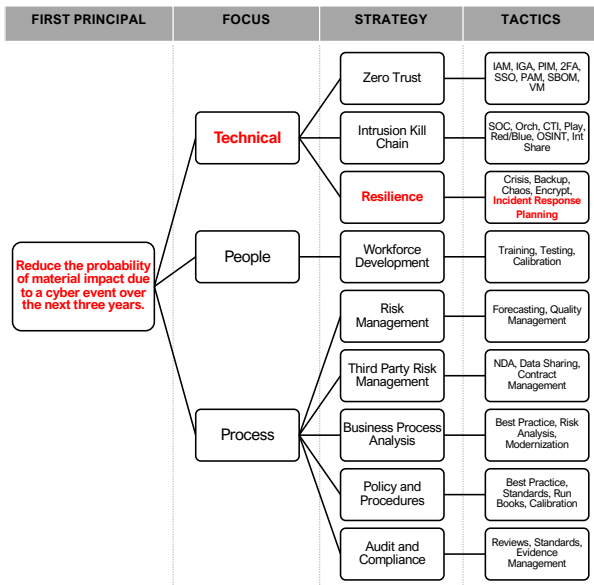 FIRST PRINCIPAL
FOCUS
STRATEGY
TACTICS
Reduce the probability
of material impact due
to a cyber event over
the next three years.
Technical
Zero Trust
IAM, IGA, PIM, 2FA,
SSO, PAM, SBOM,
VM
Intrusion Kill
Chain
SOC, Orch, CTI, Play,
Red/Blue, OSINT, Int
Share
Resilience
Crisis, Backup,
Chaos, Encrypt,
Incident Response
Planning
People
Workforce
Development
Training, Testing,
Calibration
Process
Risk
Management
Forecasting, Quality
Management
Third Party Risk
Management
NDA, Data Sharing,
Contract
Management
Business Process
Analysis
Best Practice, Risk
Analysis,
Modernization
Policy and
Procedures
Best Practice,
Standards, Run
Books, Calibration
Audit and
Compliance
Reviews, Standards,
Evidence
Management